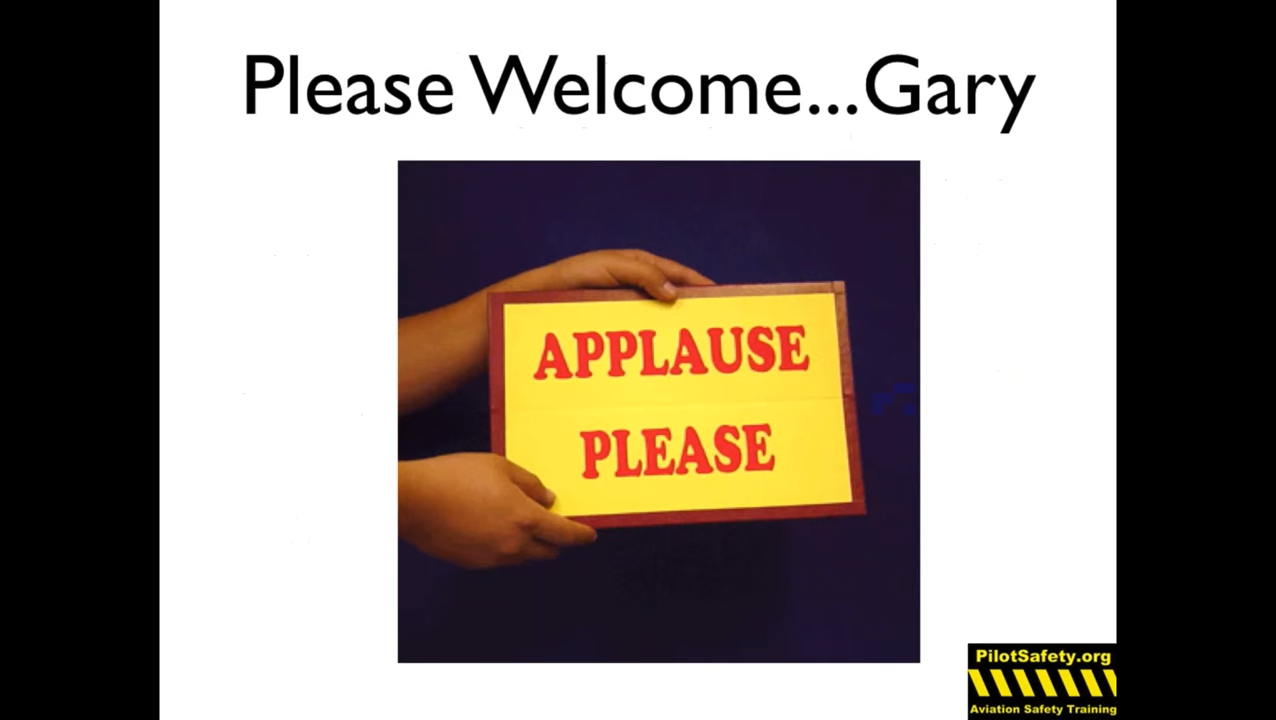 Please Welcome...Gary
APPLAUSE
PLEASE
PilotSafety.org
Aviation Safety Training